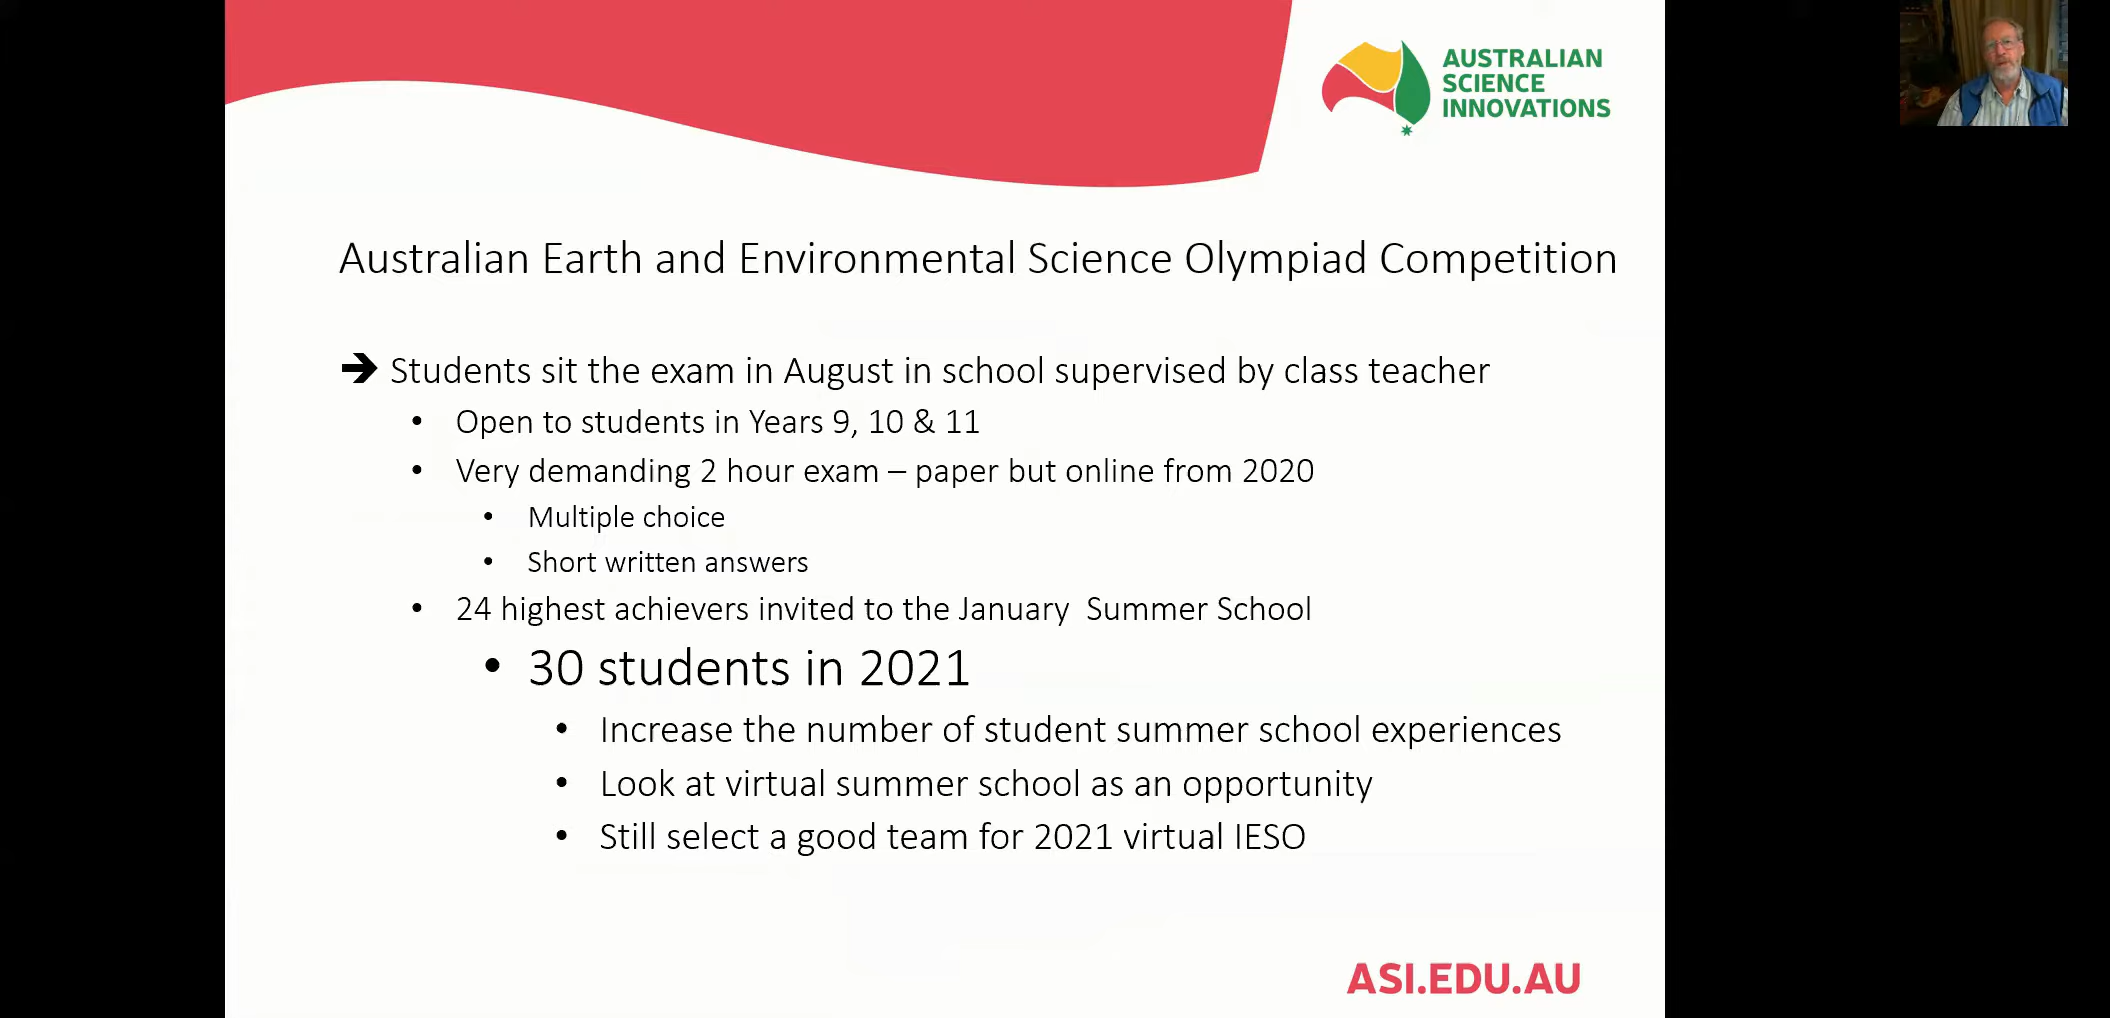 AUSTRALIAN
SCIENCE
INNOVATIONS
Australian Earth and Environmental Science Olympiad Competition
➔ Students sit the exam in August in school supervised by class teacher
• Open to students in Years 9, 10 & 11
• Very demanding 2 hour exam – paper but online from 2020
• Multiple choice
• Short written answers
• 24 highest achievers invited to the January  Summer School
• 30 students in 2021
• Increase the number of student summer school experiences
• Look at virtual summer school as an opportunity
• Still select a good team for 2021 virtual IESO
ASI.EDU.AU